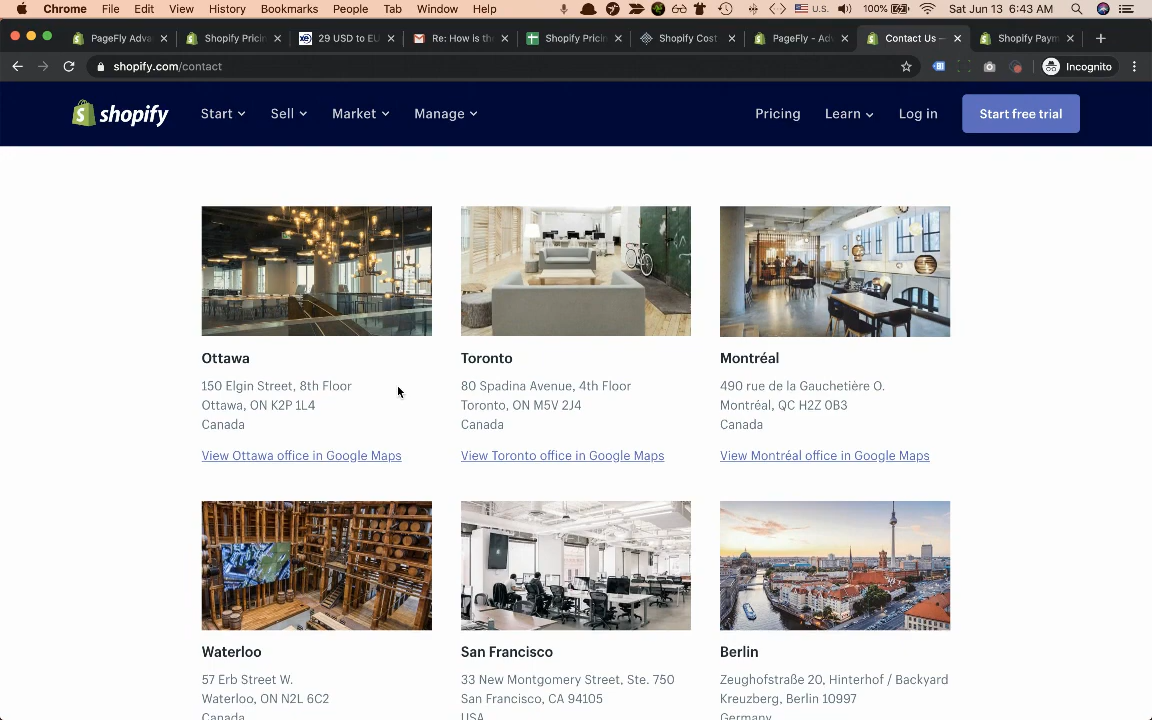 Chrome File Edit View History Bookmarks People Tab Window Help U.S. 100% Sat Jun 13 6:43 AM
PageFly Adva Shopify Pricin 29 USD to EU Re: How is the Shopify Pricin Shopify Cost PageFly - Adv Contact Us — Shopify Paym
shopify.com/contact Incognito
shopify Start Sell Market Manage Pricing Learn Log in Start free trial
Ottawa
150 Elgin Street, 8th Floor
Ottawa, ON K2P 1L4
Canada
View Ottawa office in Google Maps
Toronto
80 Spadina Avenue, 4th Floor
Toronto, ON M5V 2J4
Canada
View Toronto office in Google Maps
Montréal
490 rue de la Gauchetière O.
Montréal, QC H2Z 0B3
Canada
View Montréal office in Google Maps
Waterloo
57 Erb Street W.
Waterloo, ON N2L 6C2
Canada
San Francisco
33 New Montgomery Street, Ste. 750
San Francisco, CA 94105
USA
Berlin
Zeughofstraße 20, Hinterhof / Backyard
Kreuzberg, Berlin 10997
Germany